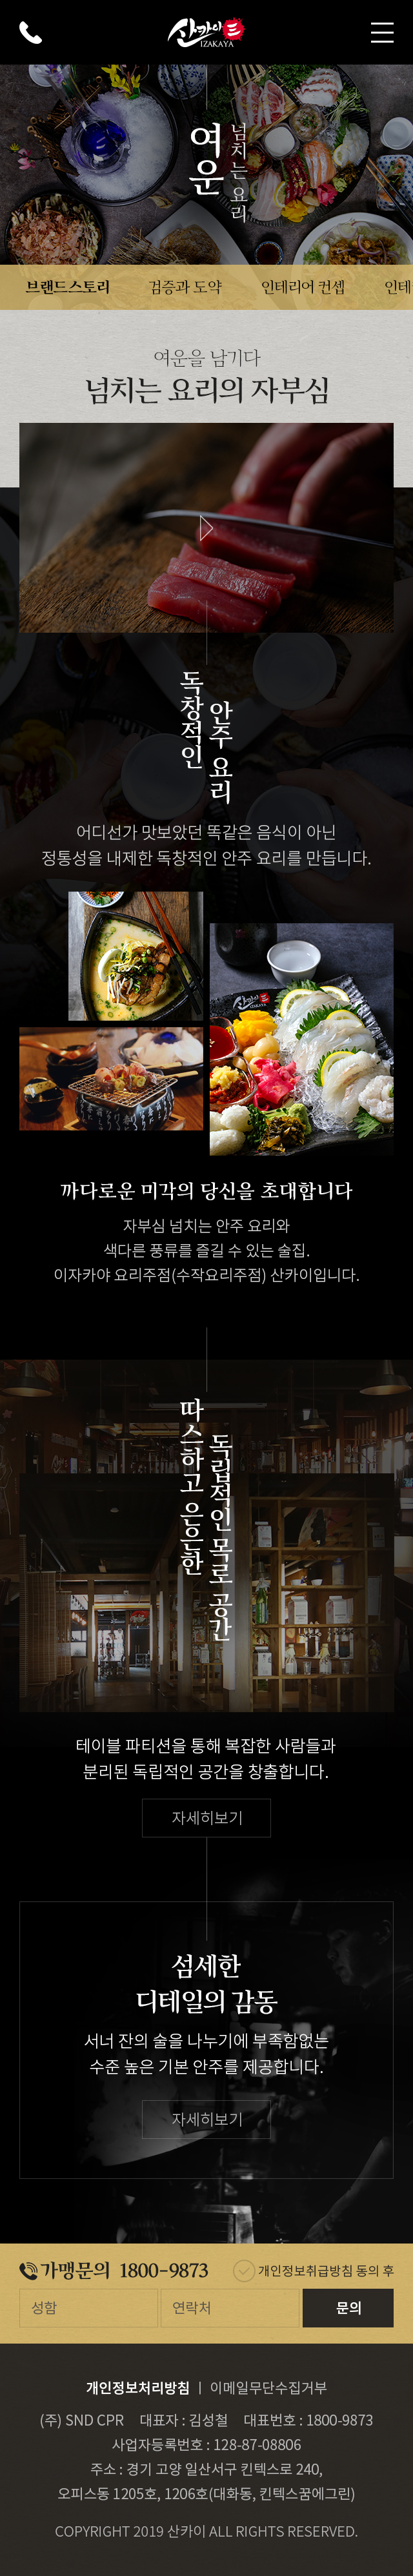 산카이
IZAKAYA
여운
넘치는 요리
브랜드스토리 검증과 도약 인테리어 컨셉 인테
여운을 남기다
넘치는 요리의 자부심
독창적인
안주 요리
어디선가 맛보았던 똑같은 음식이 아닌
정통성을 내제한 독창적인 안주 요리를 만듭니다.
산카이
까다로운 미각의 당신을 초대합니다
자부심 넘치는 안주 요리와
색다른 풍류를 즐길 수 있는 술집.
이자카야 요리주점(수작요리주점) 산카이입니다.
따스하고 은은한
독립적인 목로 공간
테이블 파티션을 통해 복잡한 사람들과
분리된 독립적인 공간을 창출합니다.
자세히보기
섬세한
디테일의 감동
서너 잔의 술을 나누기에 부족함없는
수준 높은 기본 안주를 제공합니다.
자세히보기
가맹문의 1800-9873 개인정보취급방침 동의 후
성함 연락처 문의
개인정보처리방침 | 이메일무단수집거부
(주) SND CPR 대표자 : 김성철 대표번호 : 1800-9873
사업자등록번호 : 128-87-08806
주소 : 경기 고양 일산서구 킨텍스로 240,
오피스동 1205호, 1206호(대화동, 킨텍스꿈에그린)
COPYRIGHT 2019 산카이 ALL RIGHTS RESERVED.